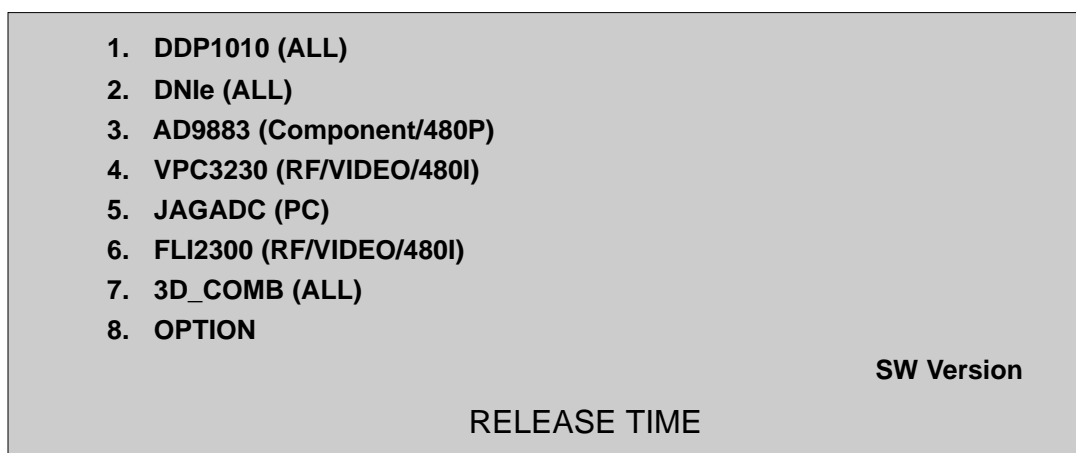 1. DDP1010 (ALL)
2. DNIe (ALL)
3. AD9883 (Component/480P)
4. VPC3230 (RF/VIDEO/480I)
5. JAGADC (PC)
6. FLI2300 (RF/VIDEO/480I)
7. 3D_COMB (ALL)
8. OPTION
SW Version
RELEASE TIME